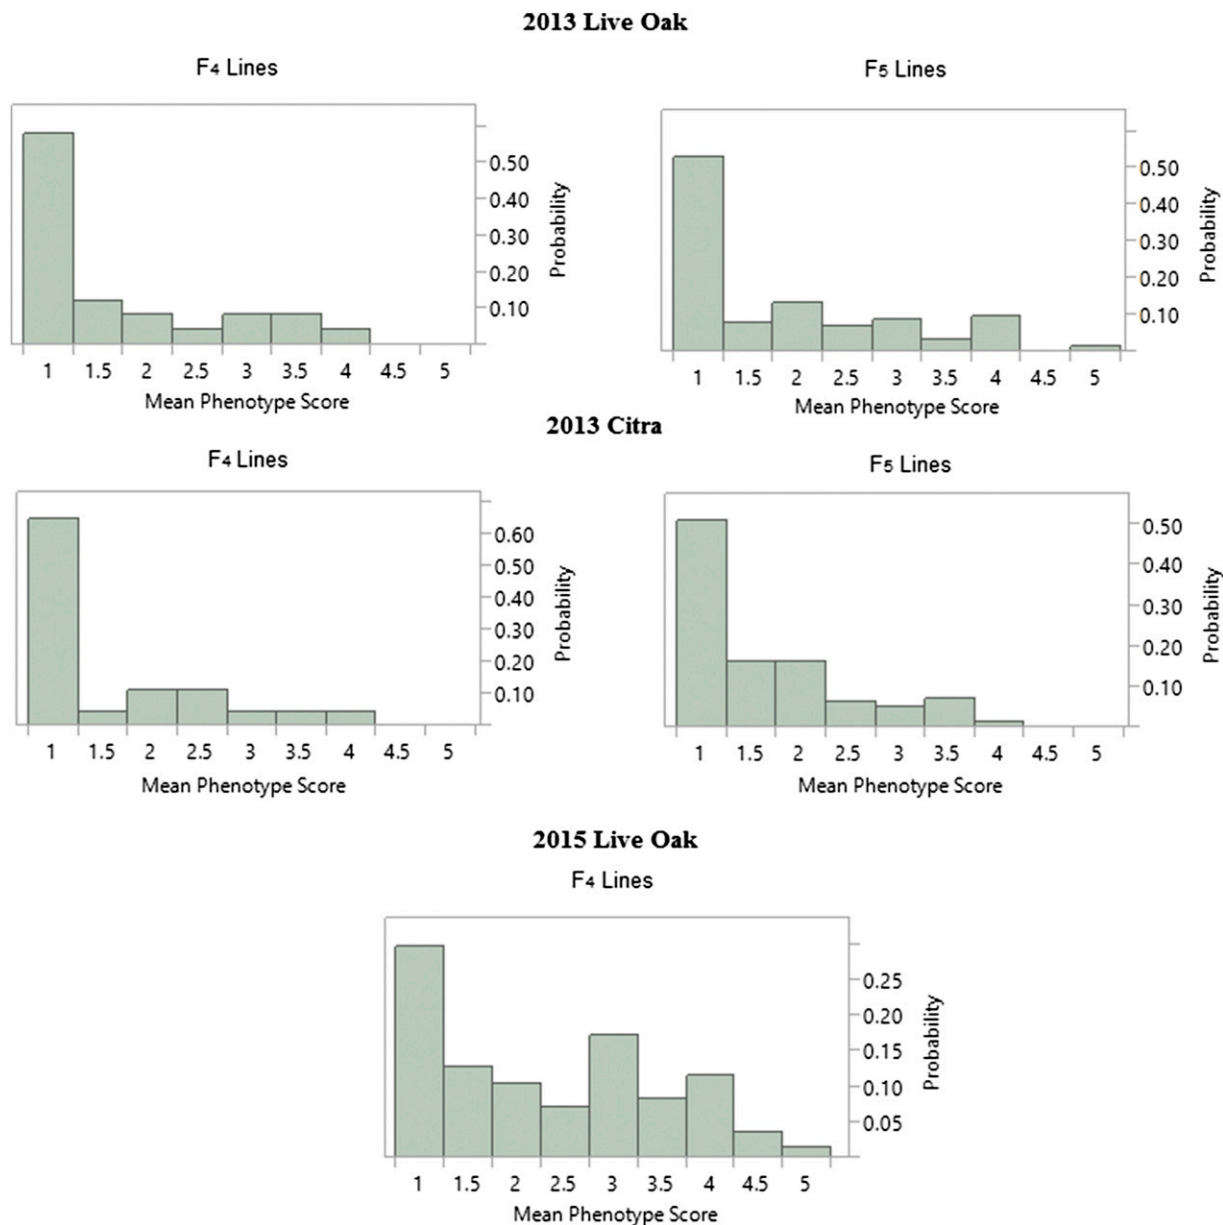 2013 Live Oak
F4 Lines
0.50
0.40
0.30
0.20
0.10
Probability
1 1.5 2 2.5 3 3.5 4 4.5 5
Mean Phenotype Score
F5 Lines
0.50
0.40
0.30
0.20
0.10
Probability
1 1.5 2 2.5 3 3.5 4 4.5 5
Mean Phenotype Score
2013 Citra
F4 Lines
0.60
0.50
0.40
0.30
0.20
0.10
Probability
1 1.5 2 2.5 3 3.5 4 4.5 5
Mean Phenotype Score
F5 Lines
0.50
0.40
0.30
0.20
0.10
Probability
1 1.5 2 2.5 3 3.5 4 4.5 5
Mean Phenotype Score
2015 Live Oak
F4 Lines
0.25
0.20
0.15
0.10
0.05
Probability
1 1.5 2 2.5 3 3.5 4 4.5 5
Mean Phenotype Score